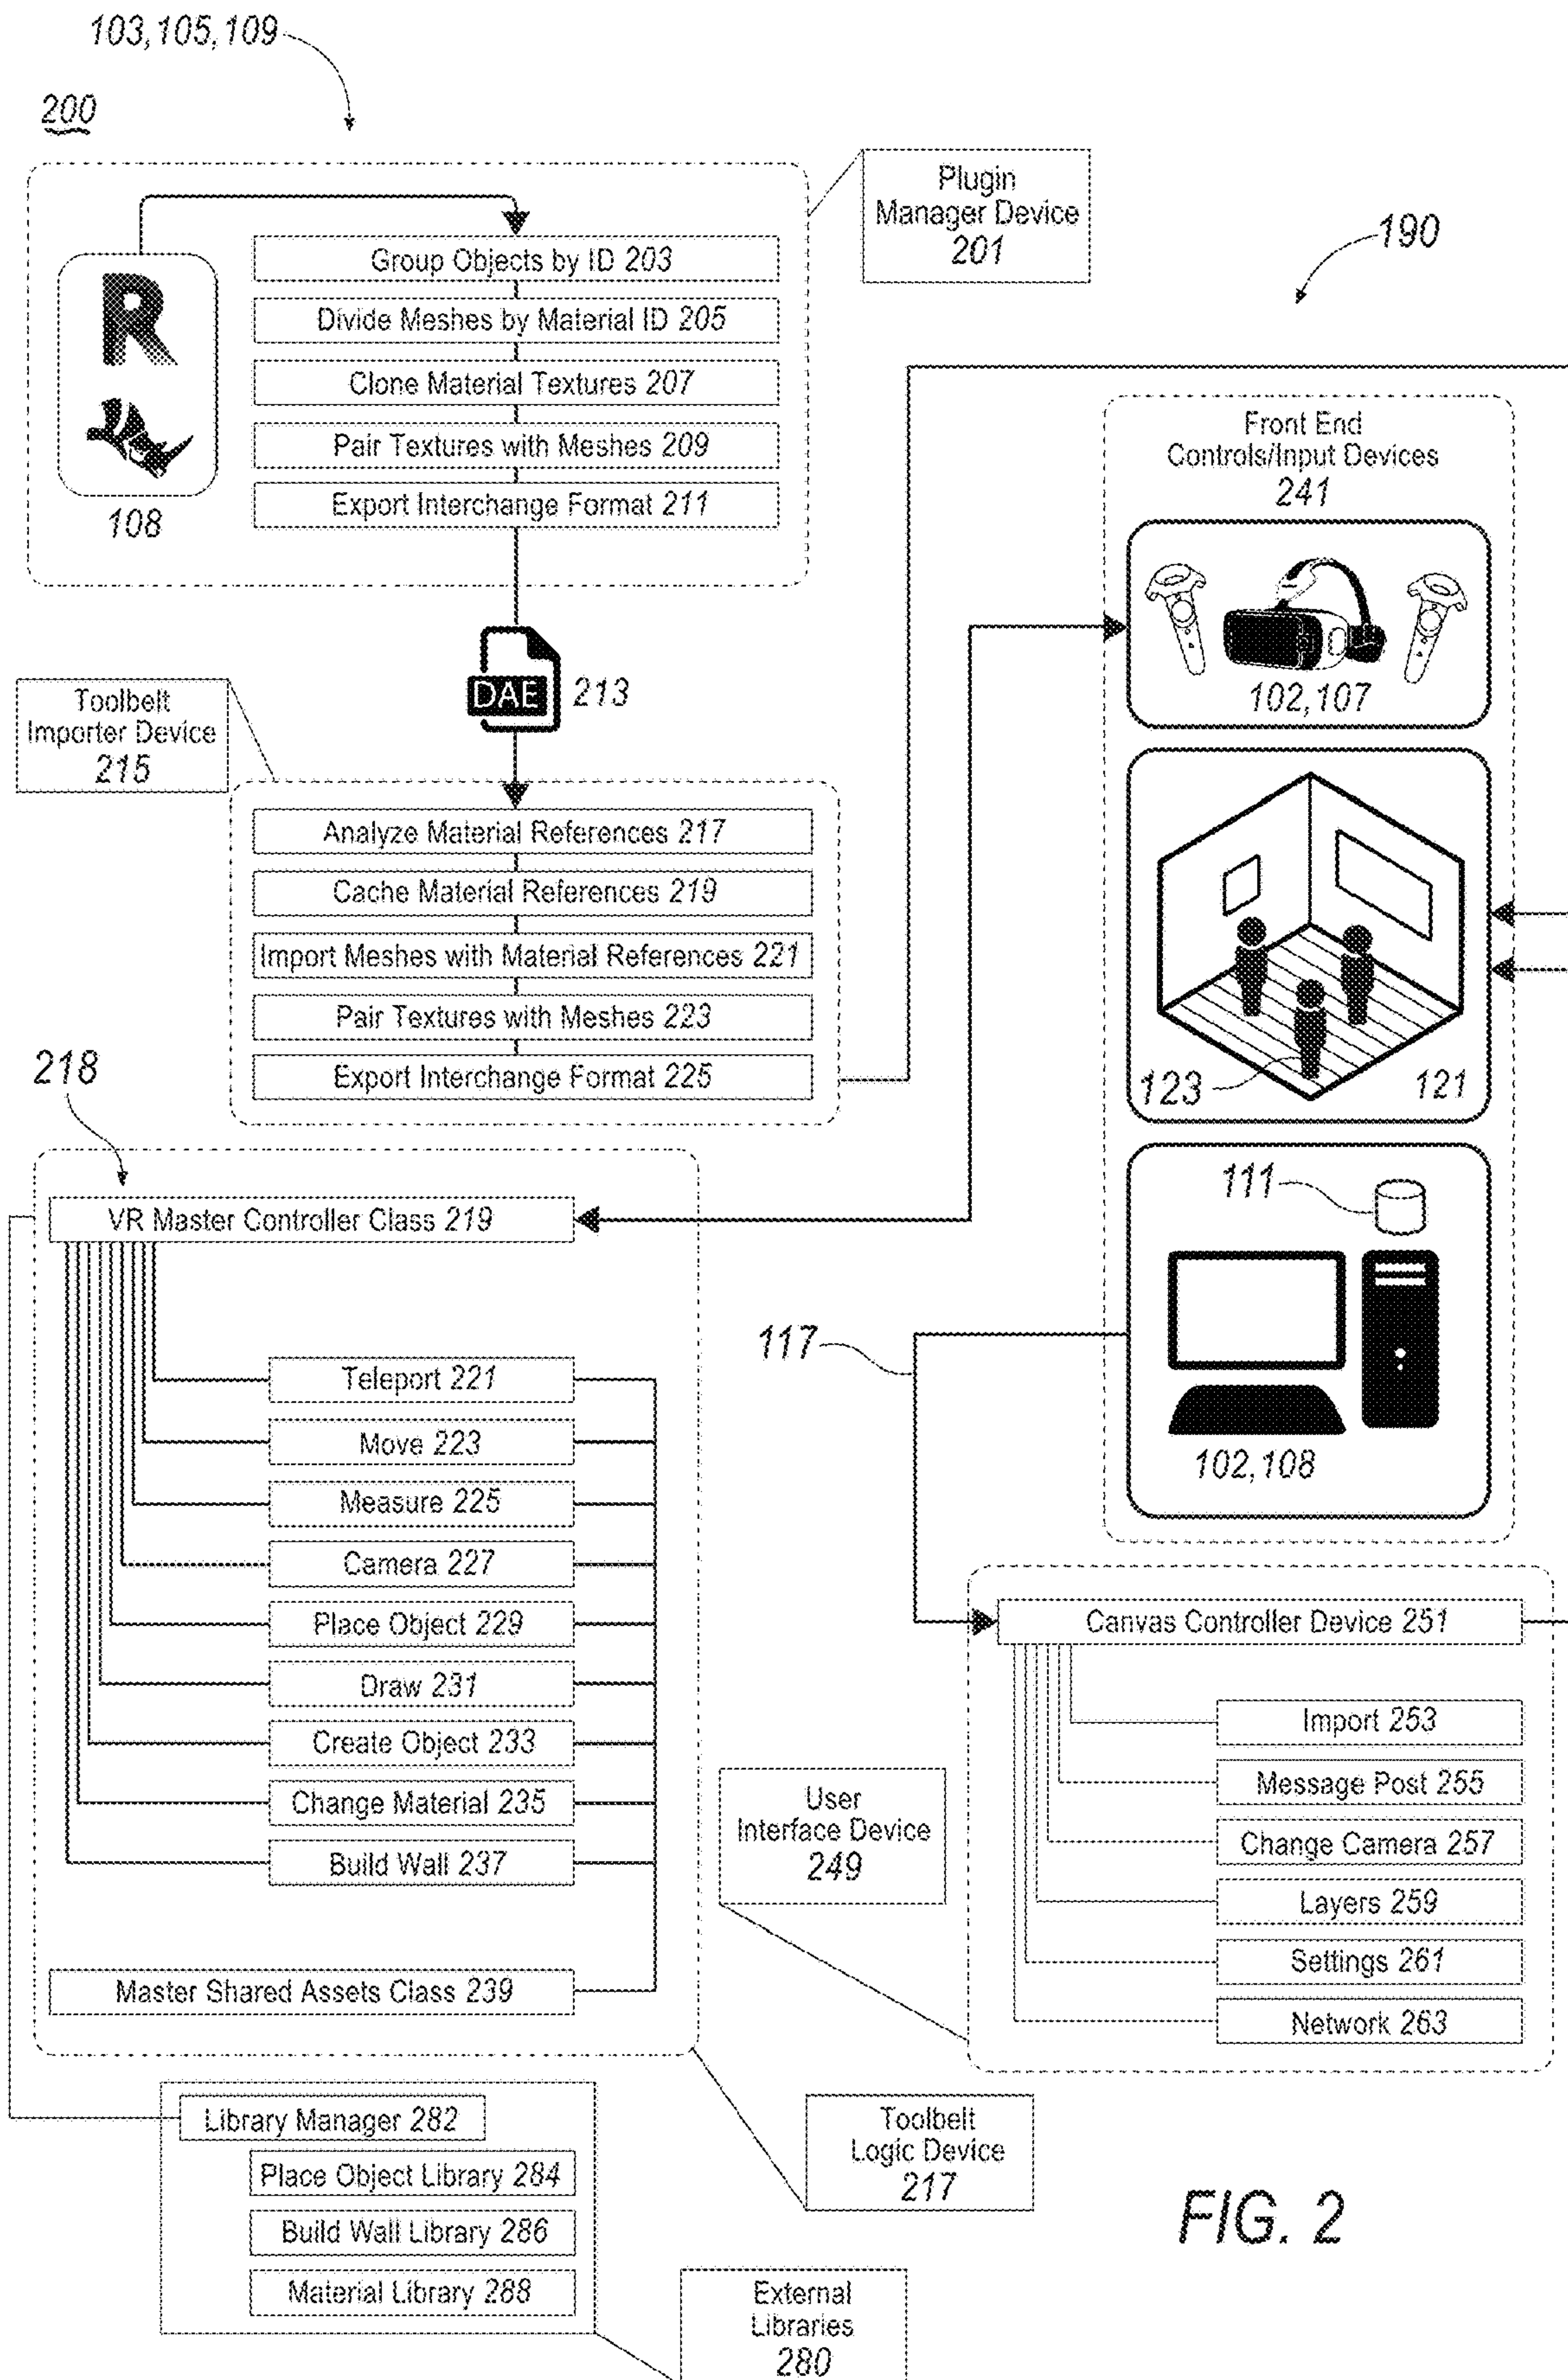 103, 105, 109
200
Plugin
Manager Device
201
190
R
108
Group Objects by ID 203
Divide Meshes by Material ID 205
Clone Material Textures 207
Pair Textures with Meshes 209
Export Interchange Format 211
DAE
213
Toolbelt
Importer Device
215
Analyze Material References 217
Cache Material References 219
Import Meshes with Material References 221
Pair Textures with Meshes 223
Export Interchange Format 225
Front End
Controls/Input Devices
241
102, 107
123
121
111
102, 108
117
218
VR Master Controller Class 219
Teleport 221
Move 223
Measure 225
Camera 227
Place Object 229
Draw 231
Create Object 233
Change Material 235
Build Wall 237
Master Shared Assets Class 239
User
Interface Device
249
Canvas Controller Device 251
Import 253
Message Post 255
Change Camera 257
Layers 259
Settings 261
Network 263
Toolbelt
Logic Device
217
Library Manager 282
Place Object Library 284
Build Wall Library 286
Material Library 288
External
Libraries
280
FIG. 2